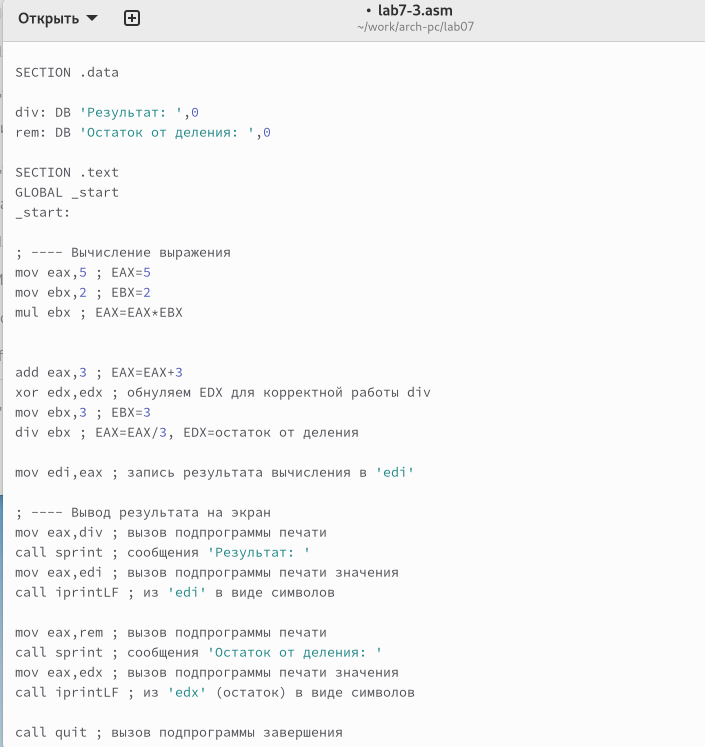 Открыть
• lab7-3.asm
~/work/arch-pc/lab07
SECTION .data
div: DB 'Результат: ',0
rem: DB 'Остаток от деления: ',0
SECTION .text
GLOBAL _start
_start:
; ---- Вычисление выражения
mov eax,5 ; EAX=5
mov ebx,2 ; EBX=2
mul ebx ; EAX=EAX*EBX
add eax,3 ; EAX=EAX+3
xor edx,edx ; обнуляем EDX для корректной работы div
mov ebx,3 ; EBX=3
div ebx ; EAX=EAX/3, EDX=остаток от деления
mov edi,eax ; запись результата вычисления в 'edi'
; ---- Вывод результата на экран
mov eax,div ; вызов подпрограммы печати
call sprint ; сообщения 'Результат: '
mov eax,edi ; вызов подпрограммы печати значения
call iprintLF ; из 'edi' в виде символов
mov eax,rem ; вызов подпрограммы печати
call sprint ; сообщения 'Остаток от деления: '
mov eax,edx ; вызов подпрограммы печати значения
call iprintLF ; из 'edx' (остаток) в виде символов
call quit ; вызов подпрограммы завершения